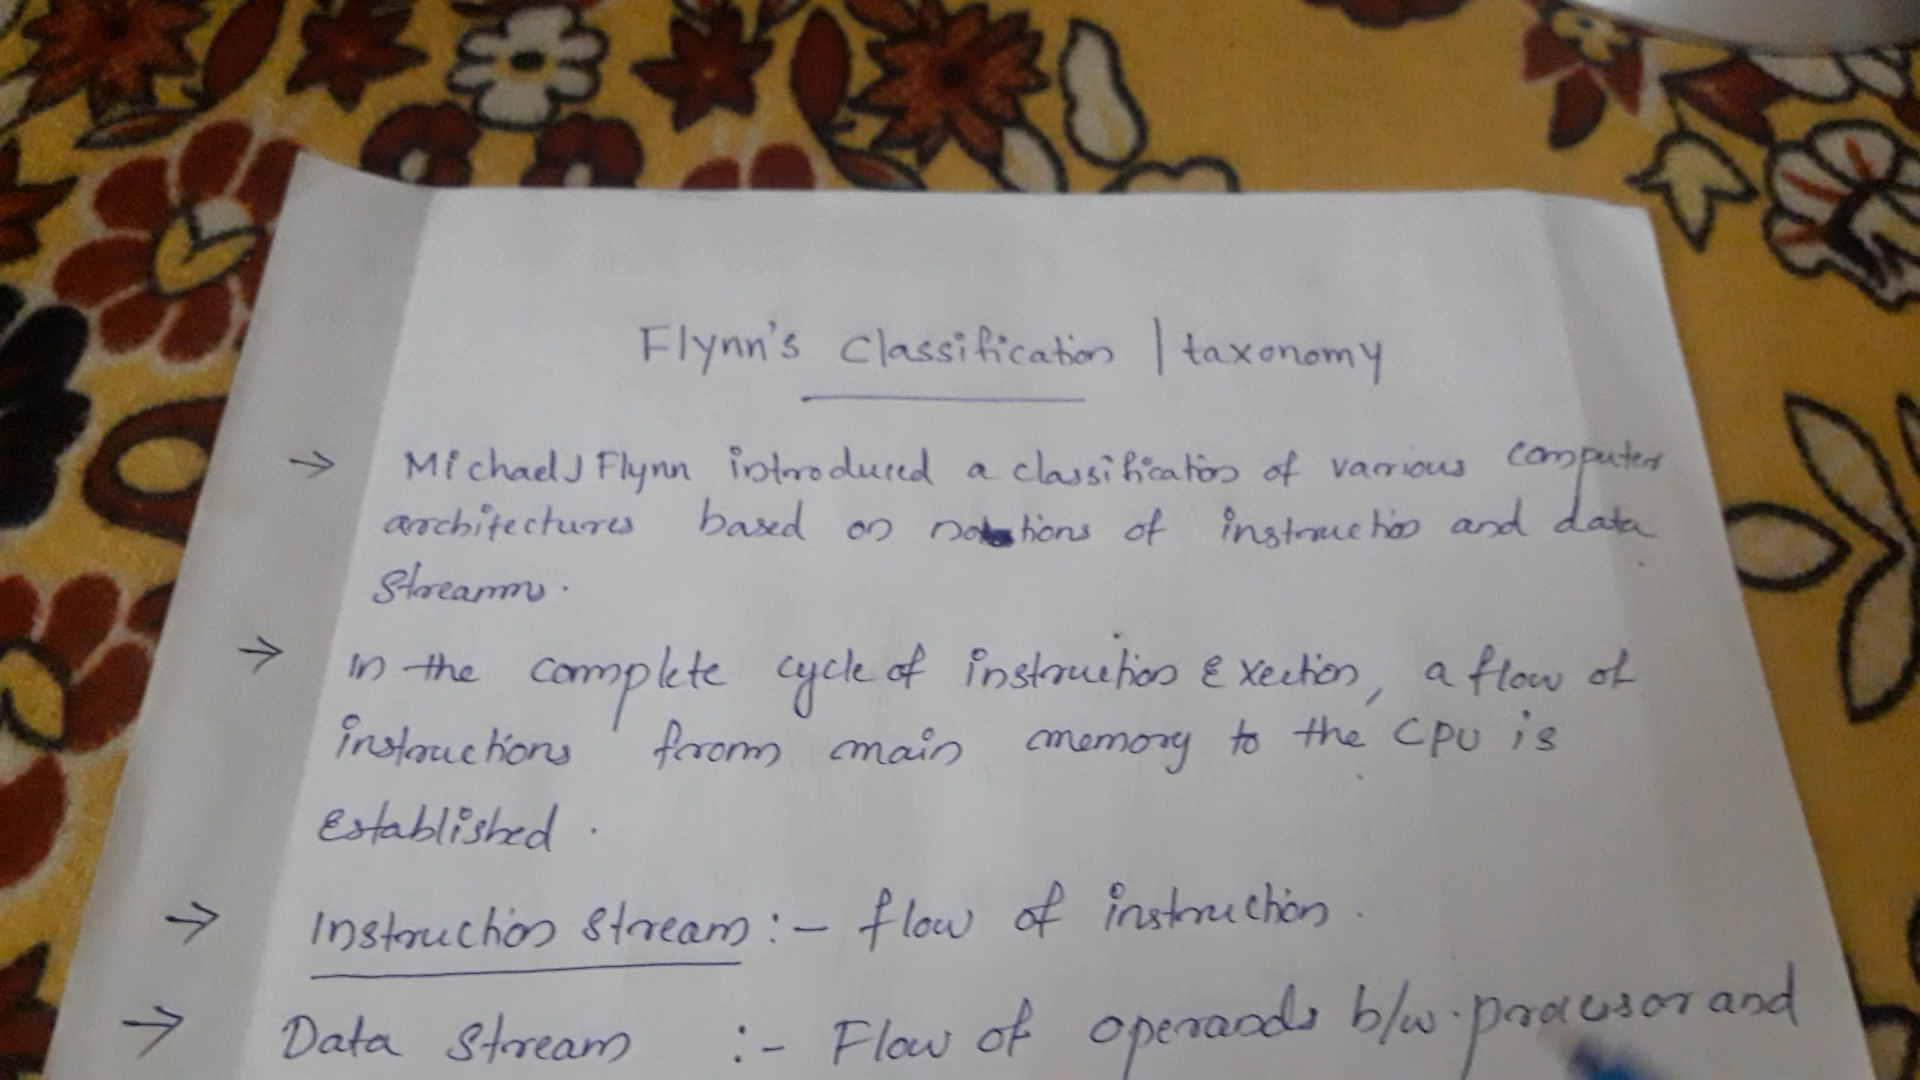 Flynn's Classification | taxonomy
→ Michael J Flynn introduced a classification of various computer
architectures based on notions of instruction and data
streams.
→ In the complete cycle of instruction Exection, a flow of
instructions from main memory to the CPU is
Established.
→ Instruction Stream :- flow of instruction.
→ Data Stream :- Flow of operands b/w processor and